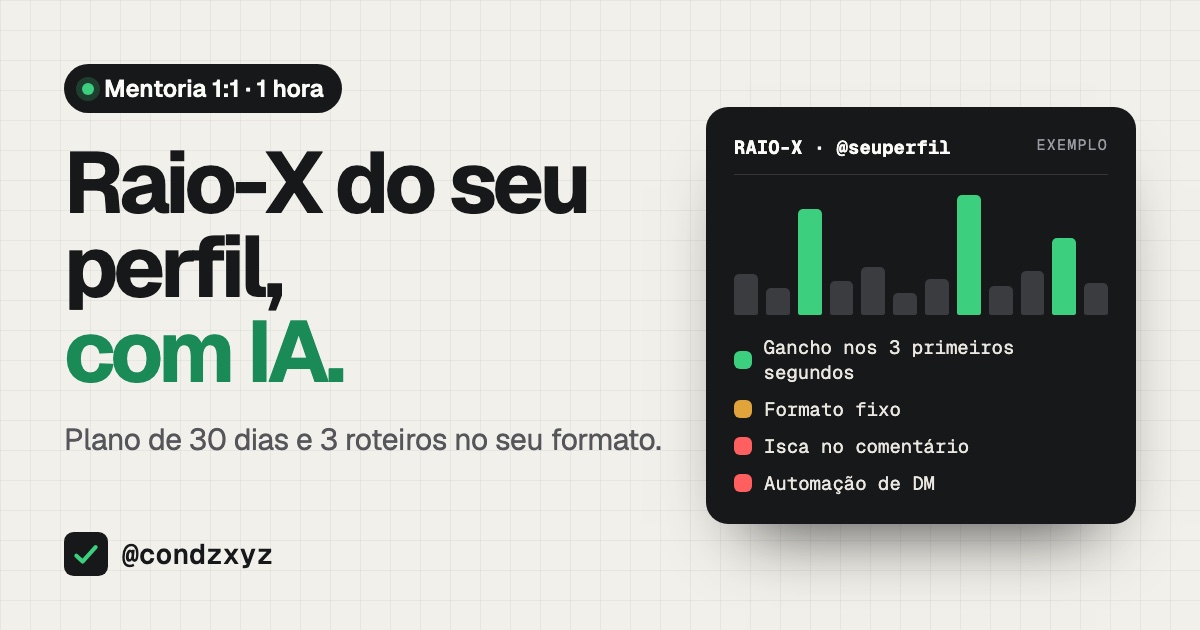 Mentoria 1:1 · 1 hora
Raio-X do seu
perfil,
com IA.
Plano de 30 dias e 3 roteiros no seu formato.
@condzxyz
RAIO-X · @seuperfil
EXEMPLO
Gancho nos 3 primeiros
segundos
Formato fixo
Isca no comentário
Automação de DM